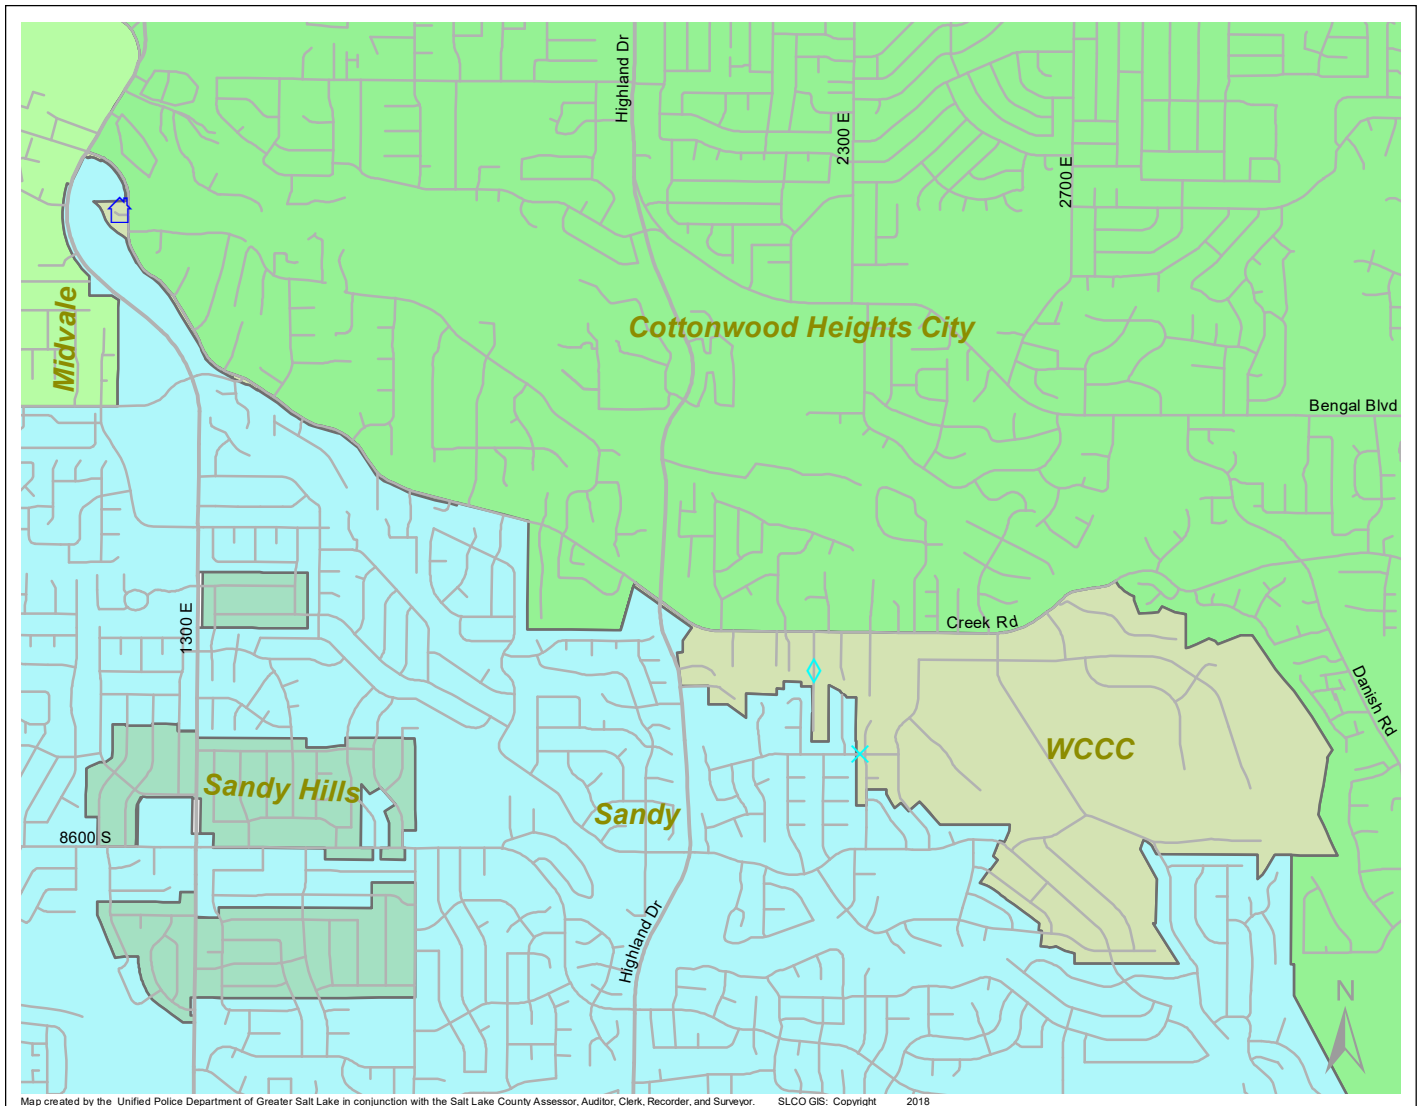 Highland Dr
2300 E
2700 E
Midvale
Cottonwood Heights City
Bengal Blvd
1300 E
Creek Rd
Danish Rd
WCCC
Sandy Hills
Sandy
8600 S
Highland Dr
N
Map created by the Unified Police Department of Greater Salt Lake in conjunction with the Salt Lake County Assessor, Auditor, Clerk, Recorder, and Surveyor. SLCO GIS: Copyright 2018